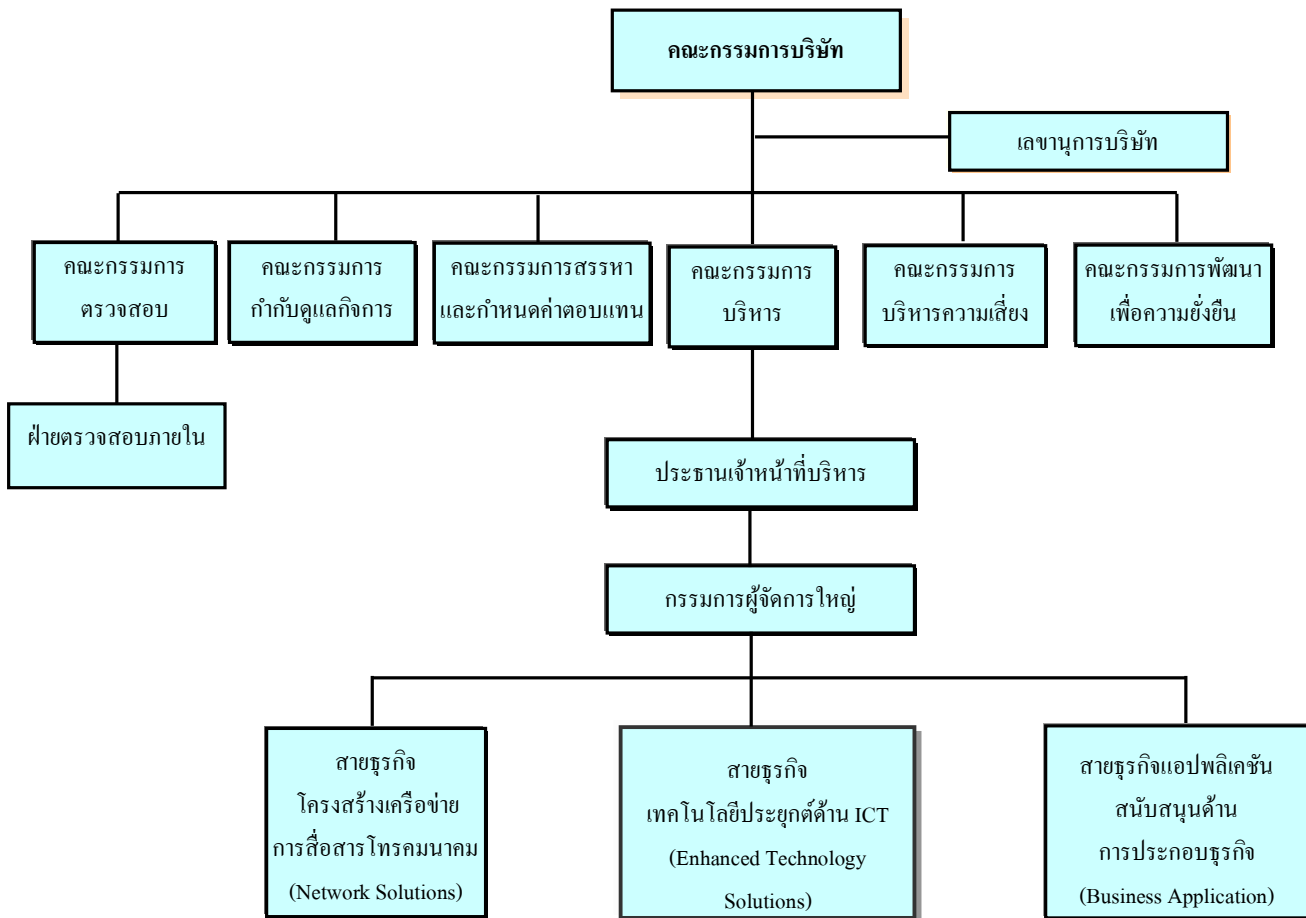 คณะกรรมการบริษัท
เลขานุการบริษัท
คณะกรรมการ
ตรวจสอบ
คณะกรรมการ
กำกับดูแลกิจการ
คณะกรรมการสรรหา
และกำหนดค่าตอบแทน
คณะกรรมการ
บริหาร
คณะกรรมการ
บริหารความเสี่ยง
คณะกรรมการพัฒนา
เพื่อความยั่งยืน
ฝ่ายตรวจสอบภายใน
ประธานเจ้าหน้าที่บริหาร
กรรมการผู้จัดการใหญ่
สายธุรกิจ
โครงสร้างเครือข่าย
การสื่อสารโทรคมนาคม
(Network Solutions)
สายธุรกิจ
เทคโนโลยีประยุกต์ด้าน ICT
(Enhanced Technology
Solutions)
สายธุรกิจแอปพลิเคชัน
สนับสนุนด้าน
การประกอบธุรกิจ
(Business Application)